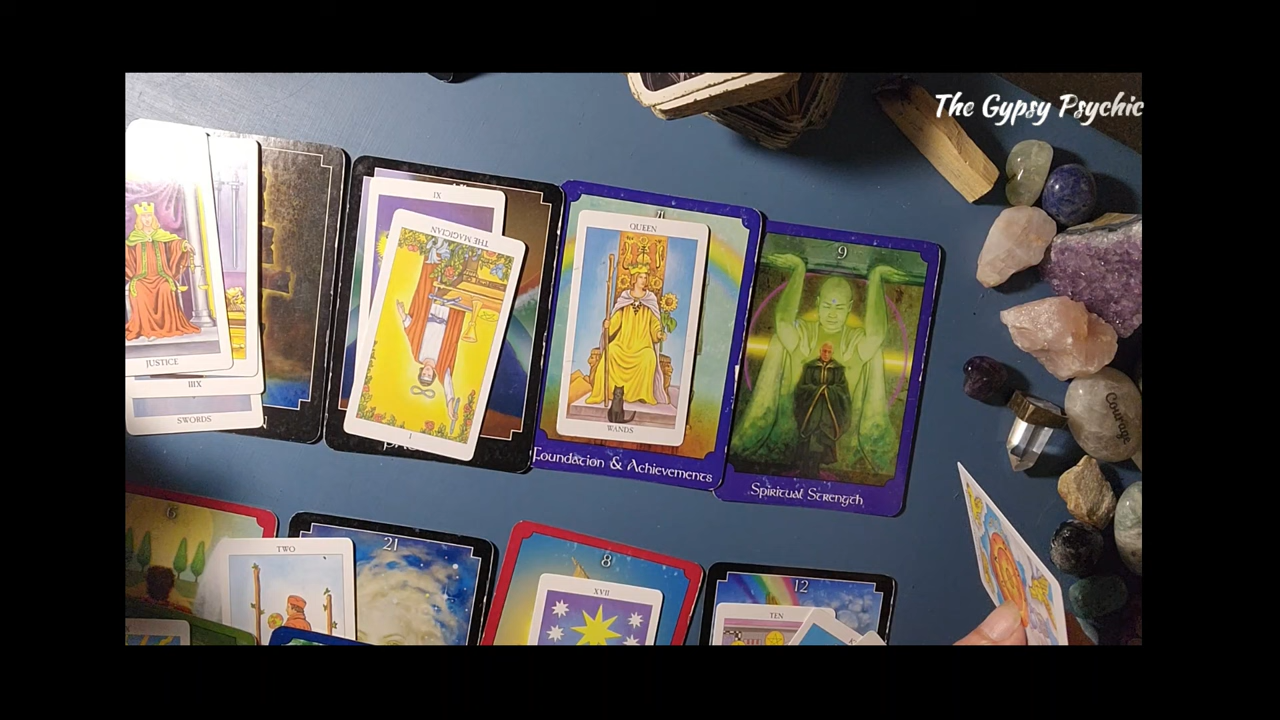 The Gypsy Psychic
IX
THE MAGICIAN
I
QUEEN
WANDS
Foundation & Achievements
9
Spiritual Strength
JUSTICE
XIII
SWORDS
Courage
6
TWO
21
8
XVII
12
TEN